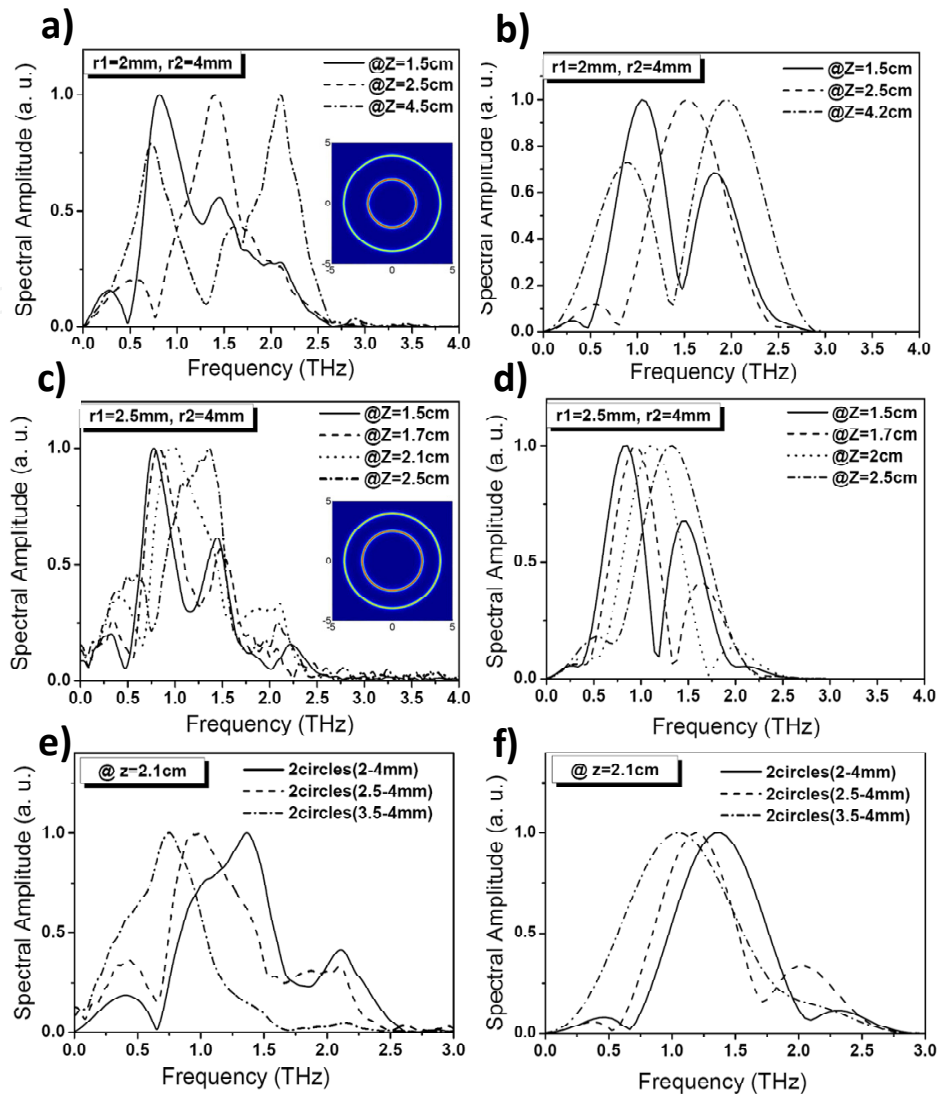 a)
r1=2mm, r2=4mm
@Z=1.5cm
@Z=2.5cm
@Z=4.5cm
Spectral Amplitude (a. u.)
1.0
0.5
0.0
5
0
-5
-5 0 5
0.0 0.5 1.0 1.5 2.0 2.5 3.0 3.5 4.0
Frequency (THz)
b)
r1=2mm, r2=4mm
@Z=1.5cm
@Z=2.5cm
@Z=4.2cm
Spectral Amplitude (a. u.)
1.0
0.8
0.6
0.4
0.2
0.0
0.0 0.5 1.0 1.5 2.0 2.5 3.0 3.5 4.0
Frequency (THz)
c)
r1=2.5mm, r2=4mm
@Z=1.5cm
@Z=1.7cm
@Z=2.1cm
@Z=2.5cm
Spectral Amplitude (a. u.)
1.0
0.5
0.0
5
0
-5
-5 0 5
0.0 0.5 1.0 1.5 2.0 2.5 3.0 3.5 4.0
Frequency (THz)
d)
r1=2.5mm, r2=4mm
@Z=1.5cm
@Z=1.7cm
@Z=2cm
@Z=2.5cm
Spectral Amplitude (a. u.)
1.0
0.5
0.0
0.0 0.5 1.0 1.5 2.0 2.5 3.0 3.5 4.0
Frequency (THz)
e)
@ z=2.1cm
2circles(2-4mm)
2circles(2.5-4mm)
2circles(3.5-4mm)
Spectral Amplitude (a. u.)
1.0
0.5
0.0
0.0 0.5 1.0 1.5 2.0 2.5 3.0
Frequency (THz)
f)
@ z=2.1cm
2circles(2-4mm)
2circles(2.5-4mm)
2circles(3.5-4mm)
Spectral Amplitude (a. u.)
1.0
0.5
0.0
0.0 0.5 1.0 1.5 2.0 2.5 3.0
Frequency (THz)